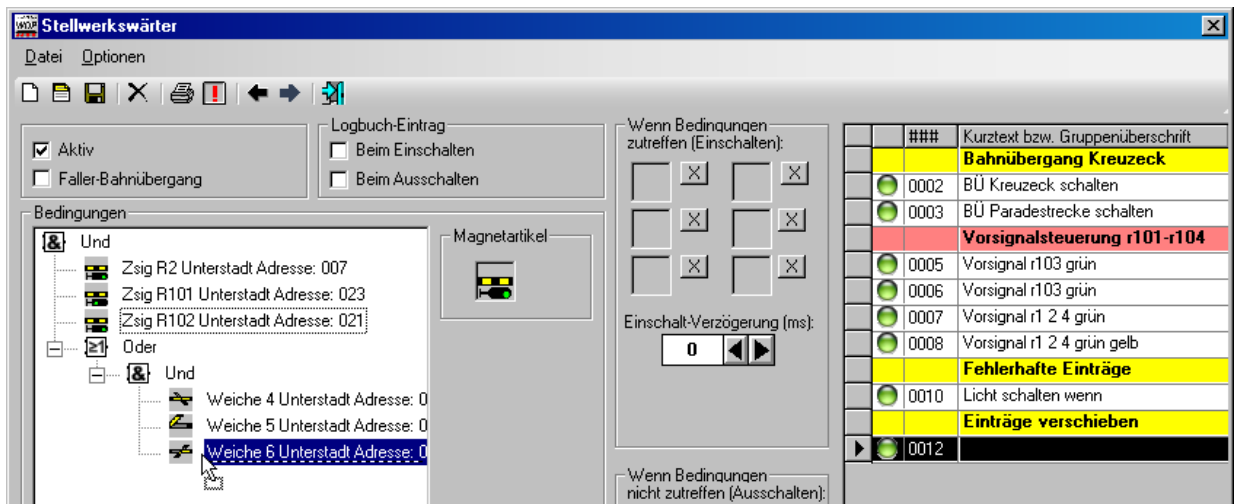 Stellwerkswärter
Datei Optionen
Aktiv
Faller-Bahnübergang
Logbuch-Eintrag
Beim Einschalten
Beim Ausschalten
Bedingungen
& Und
Zsig R2 Unterstadt Adresse: 007
Zsig R101 Unterstadt Adresse: 023
Zsig R102 Unterstadt Adresse: 021
≥1 Oder
& Und
Weiche 4 Unterstadt Adresse: 0
Weiche 5 Unterstadt Adresse: 0
Weiche 6 Unterstadt Adresse: 0
Magnetartikel
Wenn Bedingungen
zutreffen (Einschalten):
X X
X X
X X
Einschalt-Verzögerung (ms):
0
Wenn Bedingungen
nicht zutreffen (Ausschalten):
### Kurztext bzw. Gruppenüberschrift
Bahnübergang Kreuzeck
0002 BÜ Kreuzeck schalten
0003 BÜ Paradestrecke schalten
Vorsignalsteuerung r101-r104
0005 Vorsignal r103 grün
0006 Vorsignal r103 grün
0007 Vorsignal r1 2 4 grün
0008 Vorsignal r1 2 4 grün gelb
Fehlerhafte Einträge
0010 Licht schalten wenn
Einträge verschieben
0012